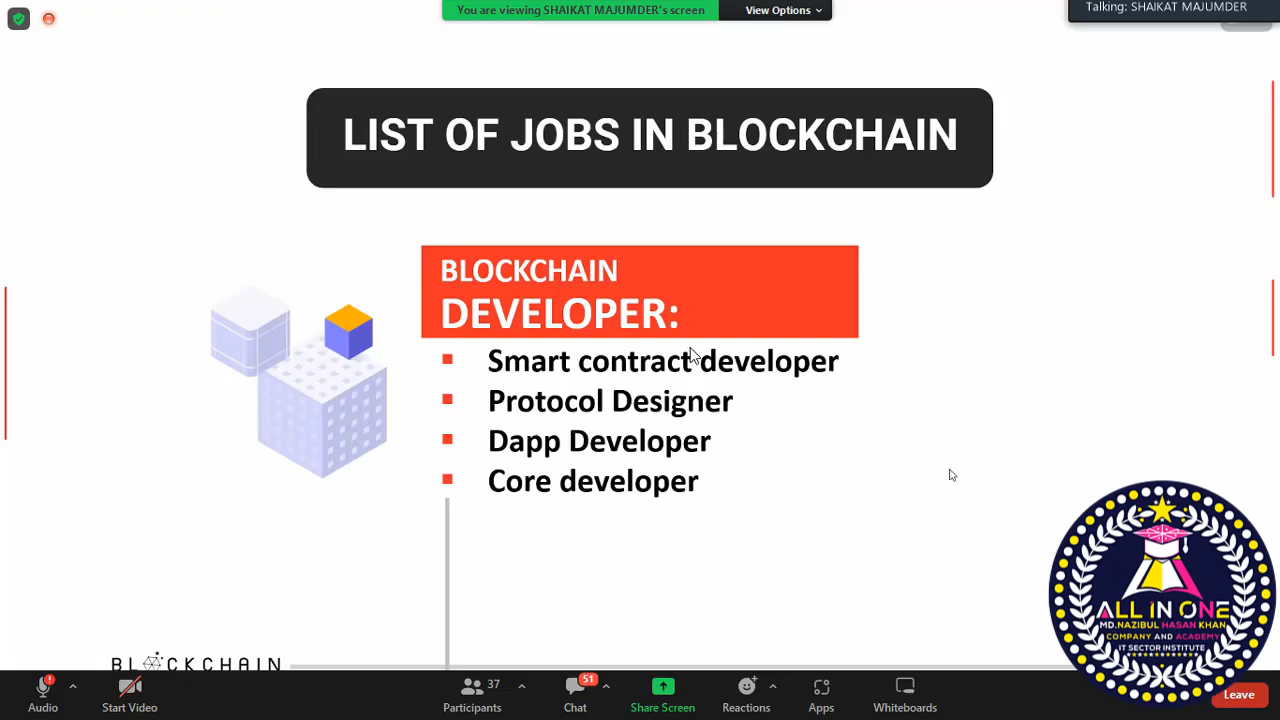 You are viewing SHAIKAT MAJUMDER's screen
View Options
Talking: SHAIKAT MAJUMDER
LIST OF JOBS IN BLOCKCHAIN
BLOCKCHAIN
DEVELOPER:
Smart contract developer
Protocol Designer
Dapp Developer
Core developer
ALL IN ONE
MD.NAZIBUL HASAN KHAN
COMPANY AND ACADEMY
IT SECTOR INSTITUTE
BLOCKCHAIN
37
51
Audio
Start Video
Participants
Chat
Share Screen
Reactions
Apps
Whiteboards
Leave